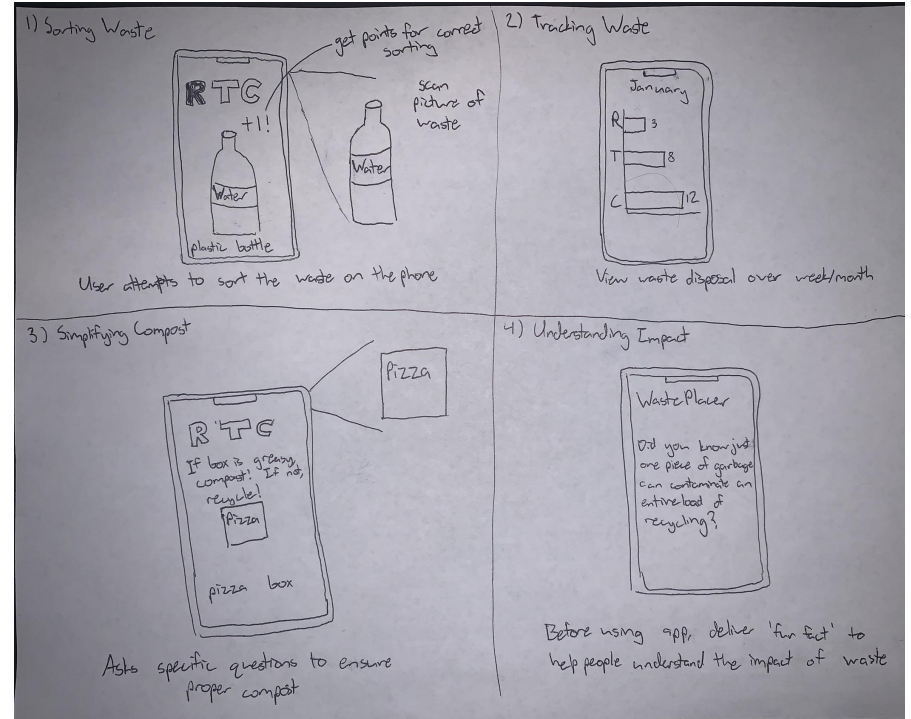 1) Sorting Waste
get points for correct
sorting
R T C
+1!
Water
plastic bottle
scan
picture of
waste
Water
User attempts to sort the waste on the phone
2) Tracking Waste
January
R 3
T 8
C 12
View waste disposal over week/month
3) Simplifying Compost
Pizza
R T C
If box is greasy,
compost! If not,
recycle!
Pizza
pizza box
Asks specific questions to ensure
proper compost
4) Understanding Impact
WastePlacer
Did you know just
one piece of garbage
can contaminate an
entire load of
recycling?
Before using app, deliver 'fun fact' to
help people understand the impact of waste